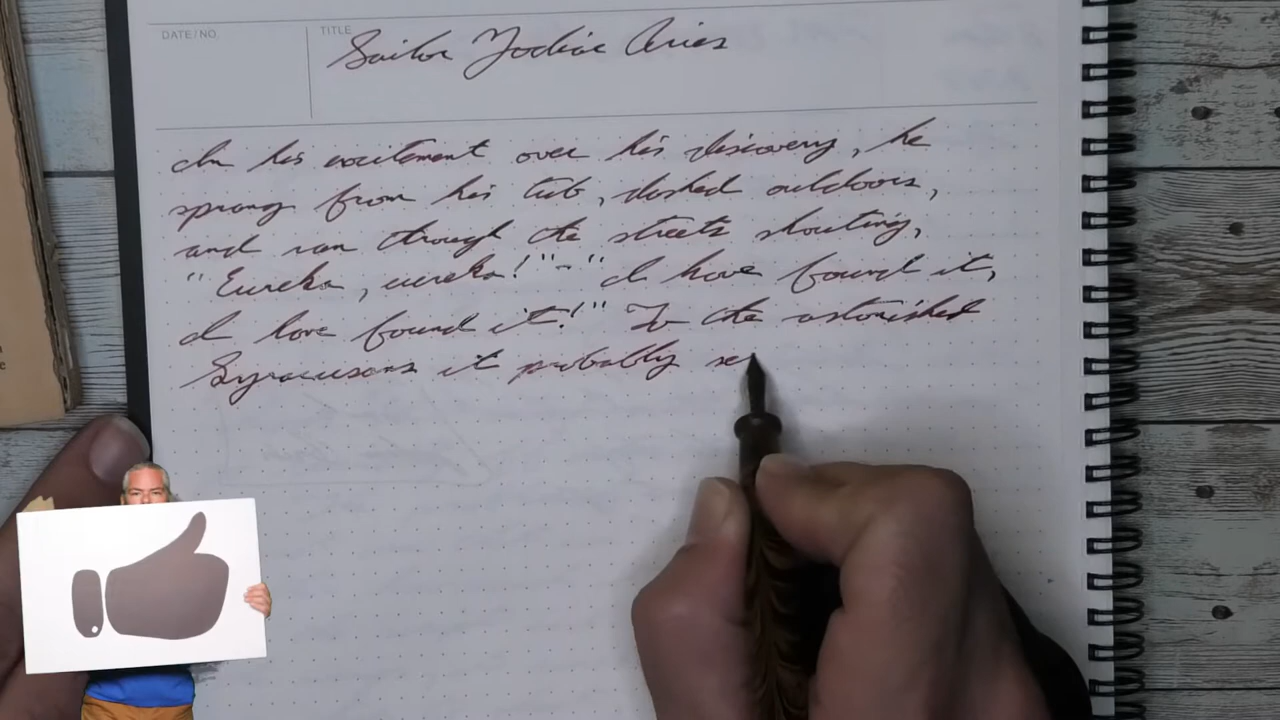 DATE/NO.
TITLE
Sailor Zodiac Aries
In his excitement over his discovery, he
sprang from his tub, dashed outdoors,
and ran through the streets shouting,
"Eureka, eureka!"-"I have found it,
I have found it!" To the astonished
Syracusans it probably se
e